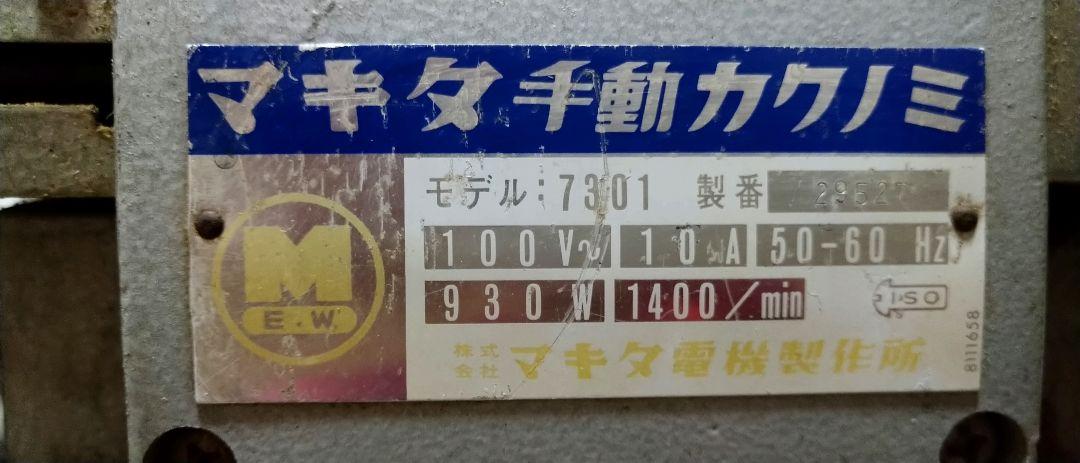 マキタ手動カクノミ
モデル:7301 製番 29527
100V~ 10A 50-60 Hz
930W 1400/min
ISO
S
M
E.W.
株式会社 マキタ電機製作所
8111658